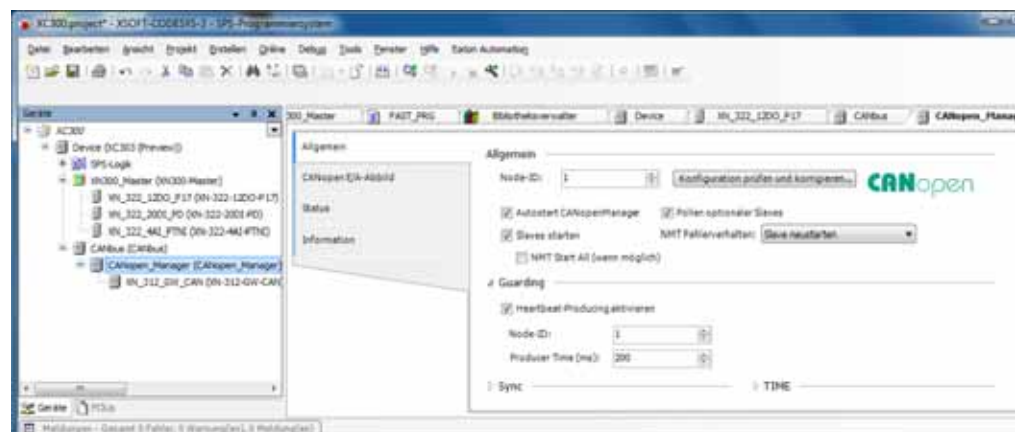 XC300.project* - XSOFT-CODESYS-3 - SPS-Programmiersystem
Datei Bearbeiten Ansicht Projekt Erstellen Online Debug Tools Fenster Hilfe Eaton Automation
Geräte
300_Master FAST_PRG Bibliotheksverwalter Device XN_322_12DO_P17 CANbus CANopen_Manag
XC300
Device (XC303 (Preview))
SPS-Logik
XN300_Master (XN300-Master)
XN_322_12DO_P17 (XN-322-12DO-P17)
XN_322_20DI_PD (XN-322-20DI-PD)
XN_322_4AI_PTNI (XN-322-4AI-PTNI)
CANbus (CANbus)
CANopen_Manager (CANopen_Manager)
XN_312_GW_CAN (XN-312-GW-CAN
Geräte POUs
Allgemein
CANopen E/A-Abbild
Status
Information
Allgemein
Node-ID: 1 Konfiguration prüfen und korrigieren... CANopen
Autostart CANopenManager Pollen optionaler Slaves
Slaves starten NMT Fehlerverhalten: Slave neustarten
NMT Start All (wenn möglich)
Guarding
Heartbeat-Producing aktivieren
Node-ID: 1
Producer Time (ms): 200
Sync TIME
Meldungen - Gesamt 0 Fehler, 0 Warnung(en), 0 Meldung(en)